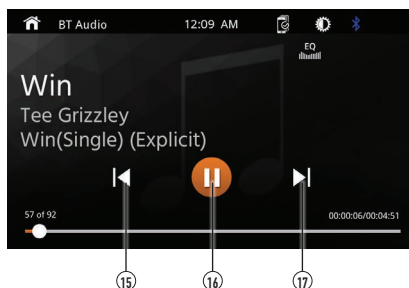 BT Audio 12:09 AM
EQ
Win
Tee Grizzley
Win(Single) (Explicit)
57 of 92 00:00:06/00:04:51
15 16 17